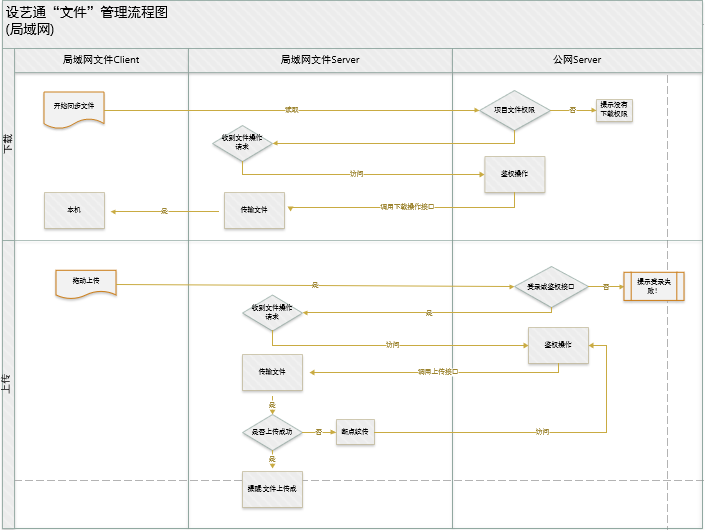 设艺通“文件”管理流程图
(局域网)
局域网文件Client
局域网文件Server
公网Server
下载
开始同步文件
读取
项目文件权限
否
提示没有
下载权限
收到文件操作
请求
访问
鉴权操作
本机
是
传输文件
调用下载操作接口
上传
拖动上传
是
登录或鉴权接口
否
提示登录失
败!
收到文件操作
请求
是
访问
鉴权操作
传输文件
调用上传接口
是
是否上传成功
否
断点续传
访问
是
提醒:文件上传成